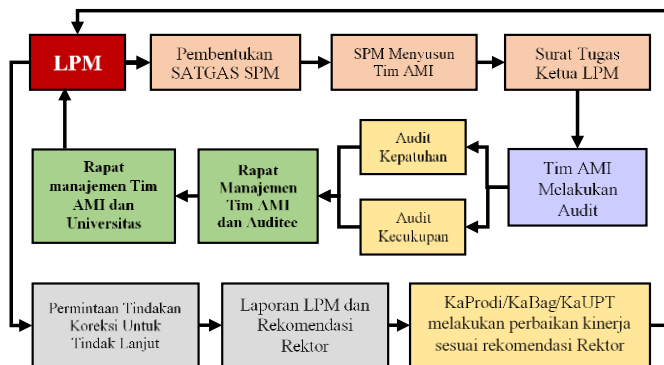 LPM
Pembentukan
SATGAS SPM
SPM Menyusun
Tim AMI
Surat Tugas
Ketua LPM
Tim AMI
Melakukan
Audit
Audit
Kepatuhan
Audit
Kecukupan
Rapat
Manajemen
Tim AMI
dan Auditee
Rapat
manajemen Tim
AMI dan
Universitas
Permintaan Tindakan
Koreksi Untuk
Tindak Lanjut
Laporan LPM dan
Rekomendasi
Rektor
KaProdi/KaBag/KaUPT
melakukan perbaikan kinerja
sesuai rekomendasi Rektor